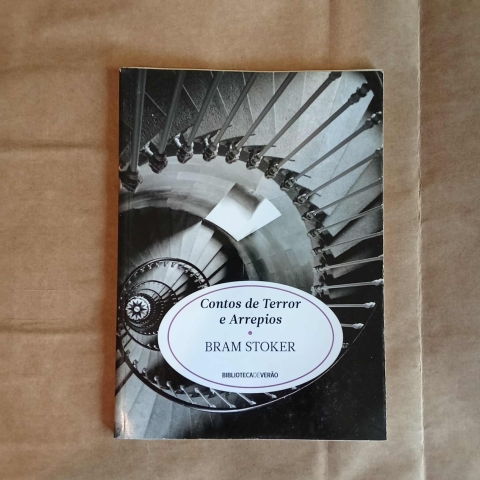 Contos de Terror
e Arrepios
BRAM STOKER
BIBLIOTECADEVERÃO